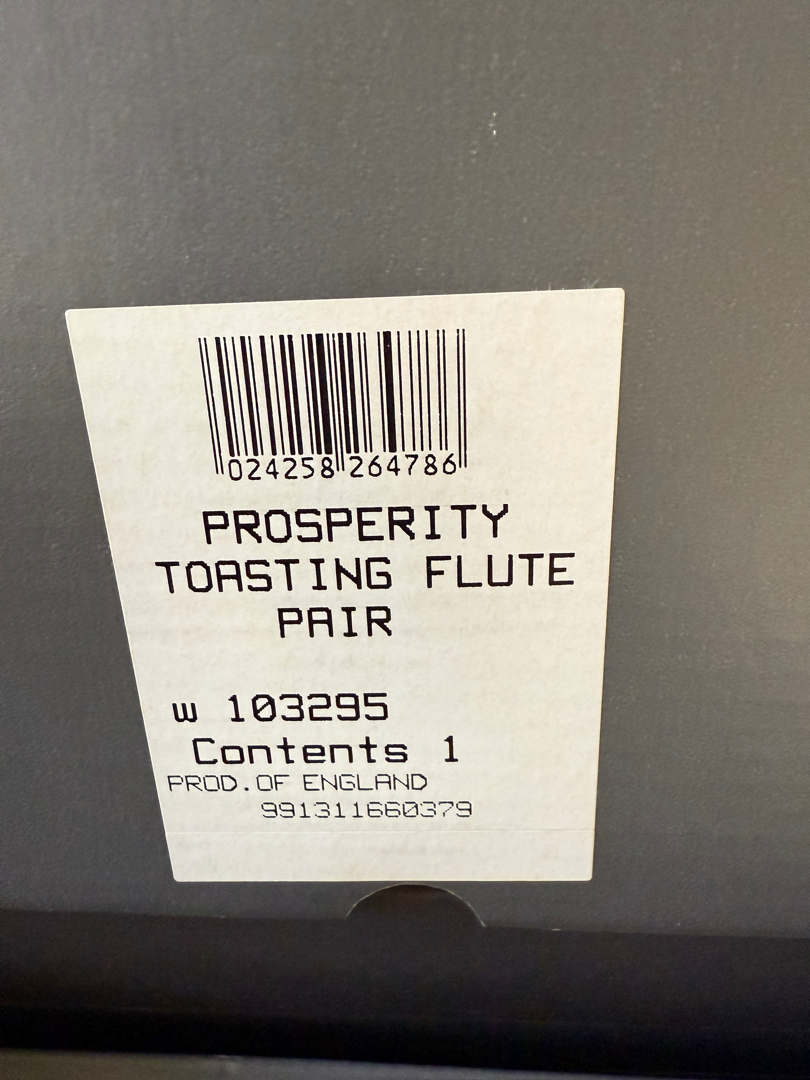 024258 264786
PROSPERITY
TOASTING FLUTE
PAIR
w 103295
Contents 1
PROD. OF ENGLAND
991311660379